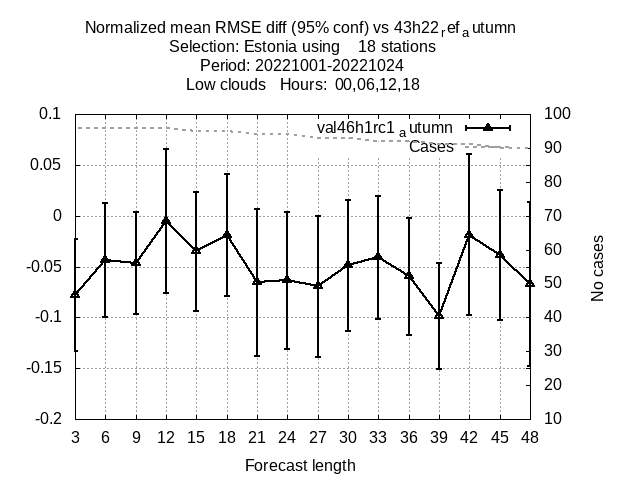 Normalized mean RMSE diff (95% conf) vs 43h22refautumn
Selection: Estonia using 18 stations
Period: 20221001-20221024
Low clouds Hours: 00,06,12,18
val46h1rc1autumn
Cases
0.1
0.05
0
-0.05
-0.1
-0.15
-0.2
100
90
80
70
60
50
40
30
20
10
No cases
3 6 9 12 15 18 21 24 27 30 33 36 39 42 45 48
Forecast length